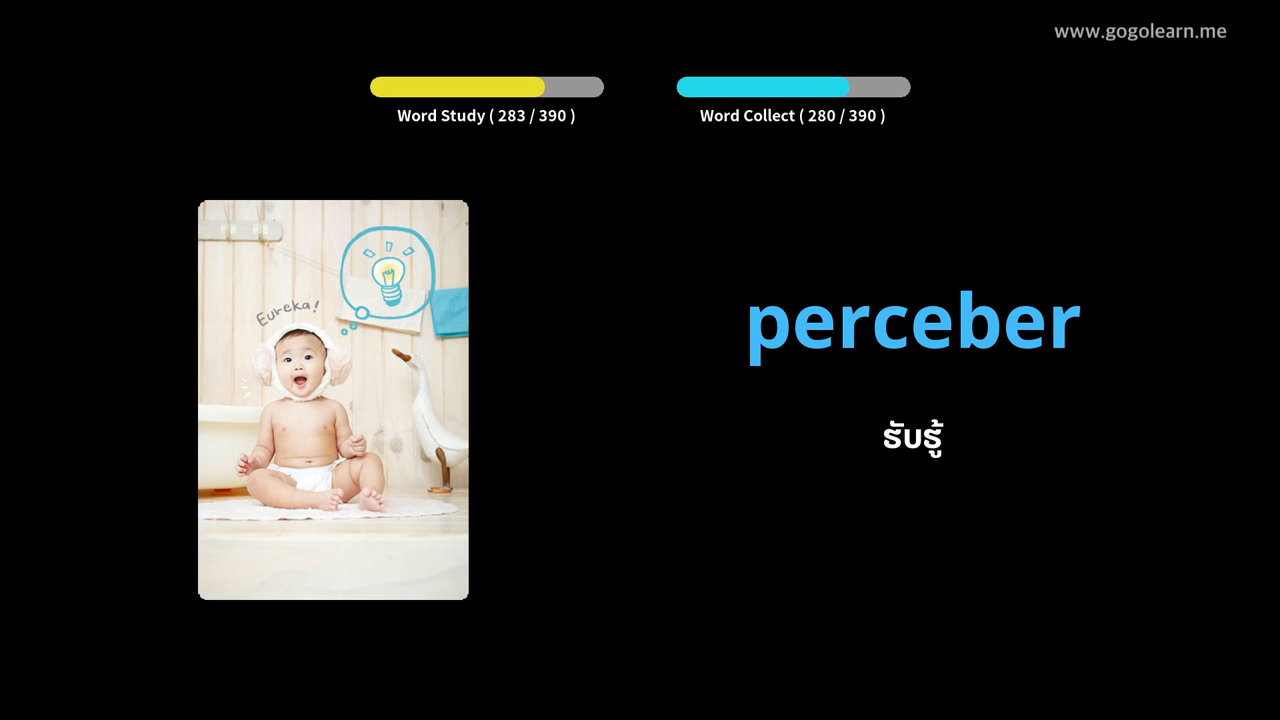 www.gogolearn.me
Word Study ( 283 / 390 )
Word Collect ( 280 / 390 )
Eureka!
perceber
รับรู้